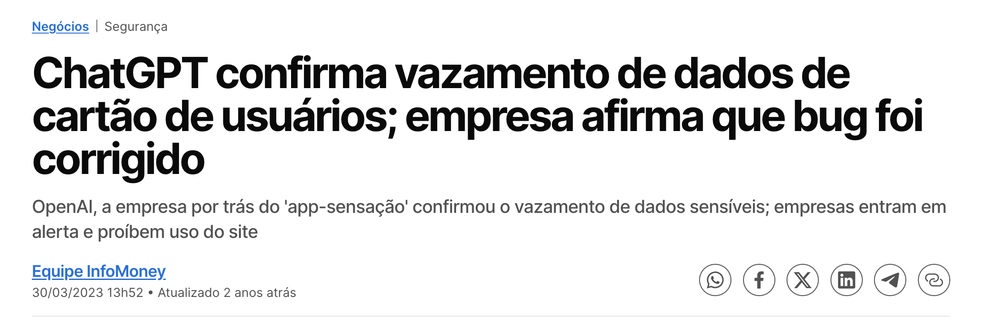 Negócios | Segurança
ChatGPT confirma vazamento de dados de
cartão de usuários; empresa afirma que bug foi
corrigido
OpenAI, a empresa por trás do 'app-sensação' confirmou o vazamento de dados sensíveis; empresas entram em
alerta e proíbem uso do site
Equipe InfoMoney
30/03/2023 13h52 • Atualizado 2 anos atrás